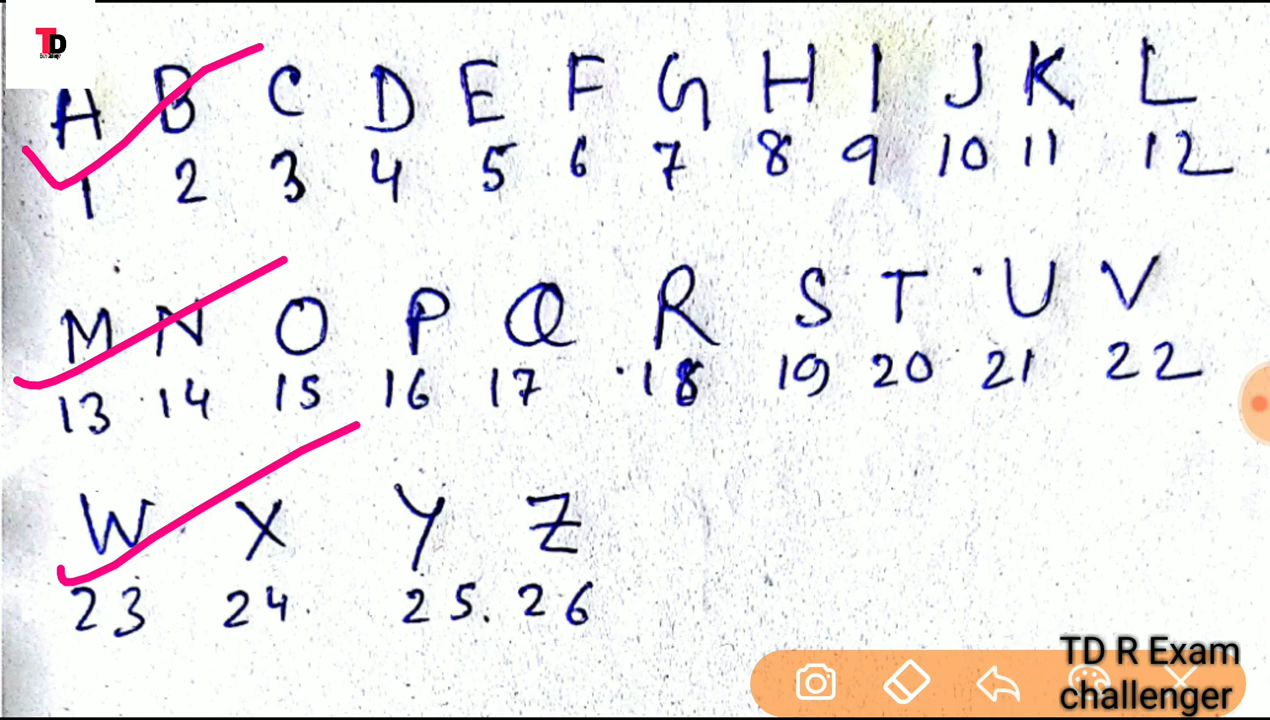 TD
A B C D E F G H I J K L
1 2 3 4 5 6 7 8 9 10 11 12
M N O P Q R S T U V
13 14 15 16 17 18 19 20 21 22
W X Y Z
23 24. 25. 26
TD R Exam
challenger